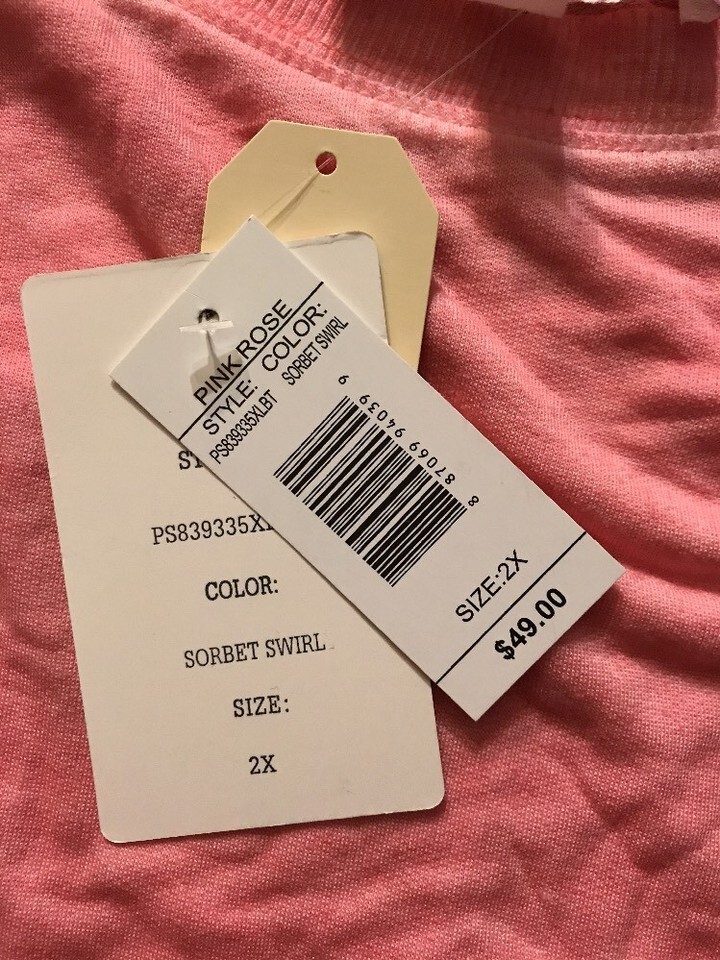 PINK ROSE
STYLE: COLOR:
PS839335XLBT SORBET SWIRL
8 87069 94039 9
SIZE:2X
$49.00
PS839335XL
COLOR:
SORBET SWIRL
SIZE:
2X